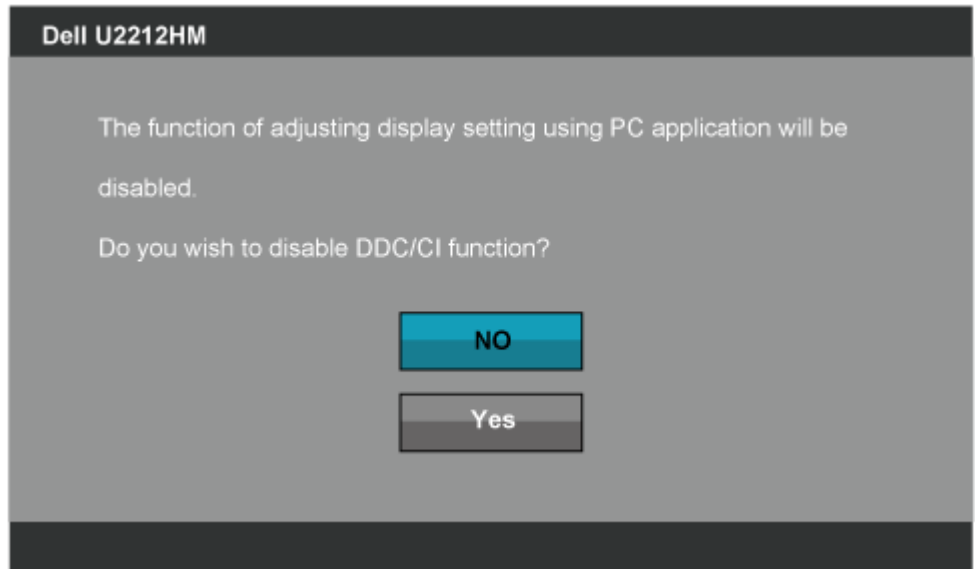 Dell U2212HM
The function of adjusting display setting using PC application will be
disabled.
Do you wish to disable DDC/CI function?
NO
Yes